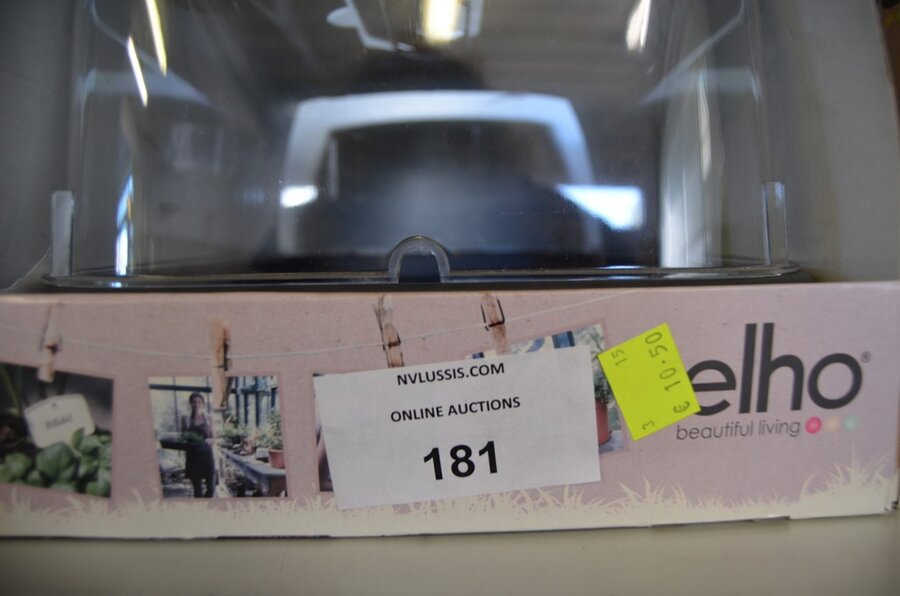 NVLUSSIS.COM
ONLINE AUCTIONS
181
15
3 € 10.50
elho®
beautiful living